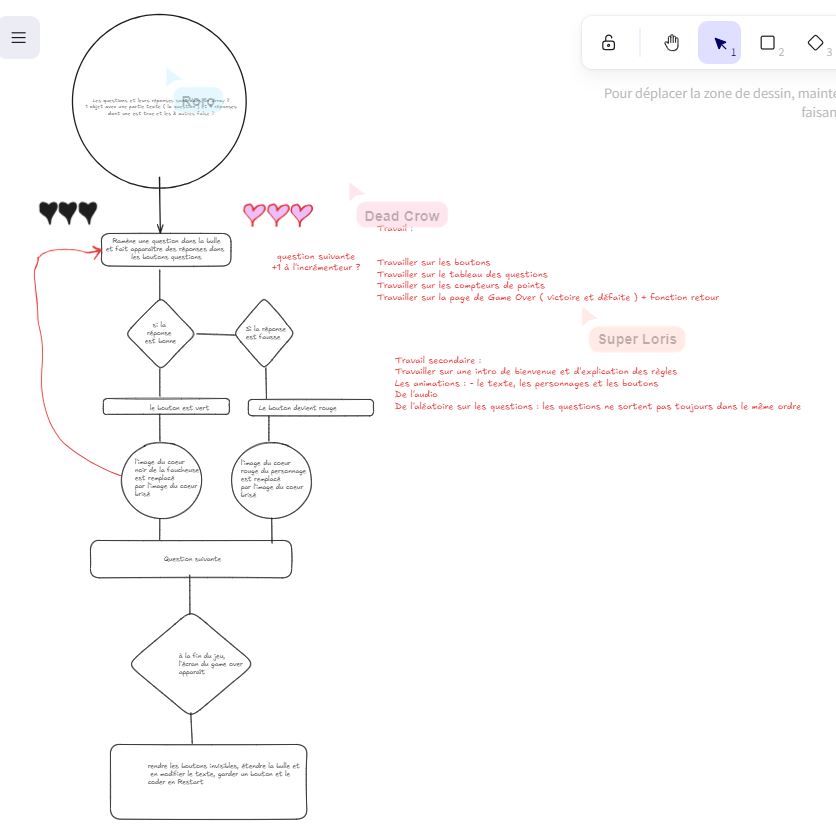 1
2
3
Pour déplacer la zone de dessin, mainte
faisan
Rojo
Les questions et leurs réponses
1 objet avec une partie texte ( la question ) et réponses
dont une est true et les autres false ?
Dead Crow
Ramène une question dans la bulle
et fait apparaître des réponses dans
les boutons questions
question suivante
+1 à l'incrémenteur ?
Travail :
Travailler sur les boutons
Travailler sur le tableau des questions
Travailler sur les compteurs de points
Travailler sur la page de Game Over ( victoire et défaite ) + fonction retour
Super Loris
si la
réponse
est bonne
Si la réponse
est fausse
Travail secondaire :
Travailler sur une intro de bienvenue et d'explication des règles
Les animations : - le texte, les personnages et les boutons
De l'audio
De l'aléatoire sur les questions : les questions ne sortent pas toujours dans le même ordre
le bouton est vert
Le bouton devient rouge
l'image du coeur
noir de la faucheuse
est remplacé
par l'image du coeur
brisé
l'image du coeur
rouge du personnage
est remplacé
par l'image du coeur
brisé
Question suivante
à la fin du jeu,
l'écran du game over
apparaît
rendre les boutons invisibles, étendre la bulle et
en modifier le texte, garder un bouton et le
coder en Restart